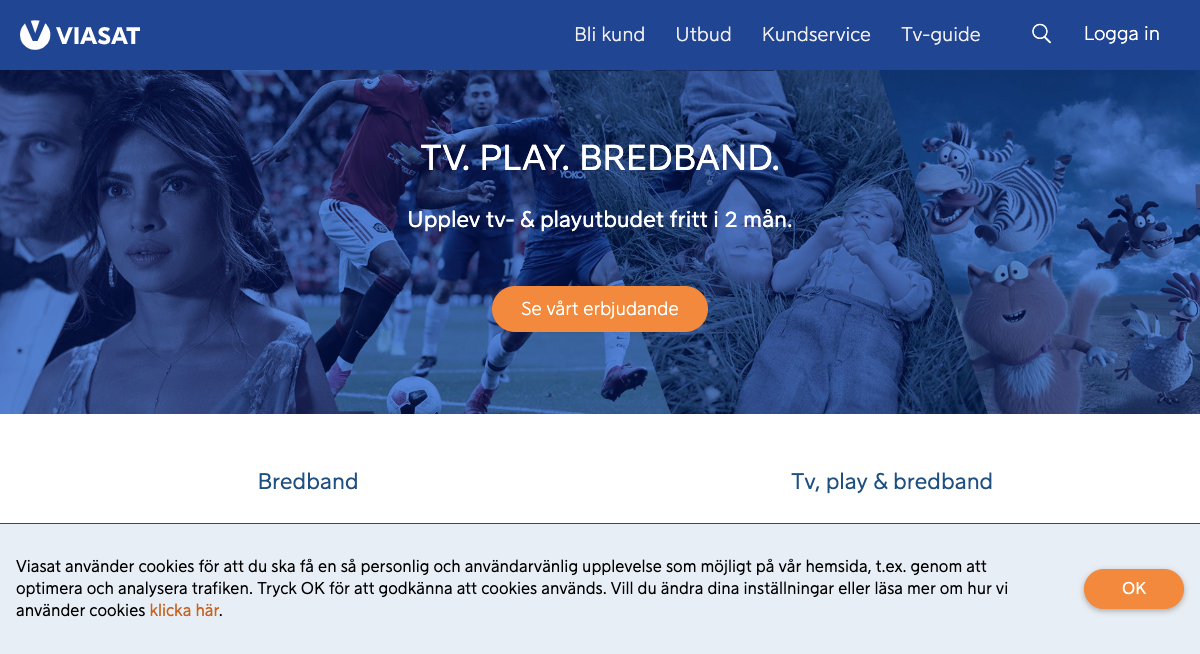 VIASAT
Bli kund
Utbud
Kundservice
Tv-guide
Logga in
YOKO
TV. PLAY. BREDBAND.
Upplev tv- & playutbudet fritt i 2 mån.
Se vårt erbjudande
Bredband
Tv, play & bredband
Viasat använder cookies för att du ska få en så personlig och användarvänlig upplevelse som möjligt på vår hemsida, t.ex. genom att
optimera och analysera trafiken. Tryck OK för att godkänna att cookies används. Vill du ändra dina inställningar eller läsa mer om hur vi
använder cookies klicka här.
OK